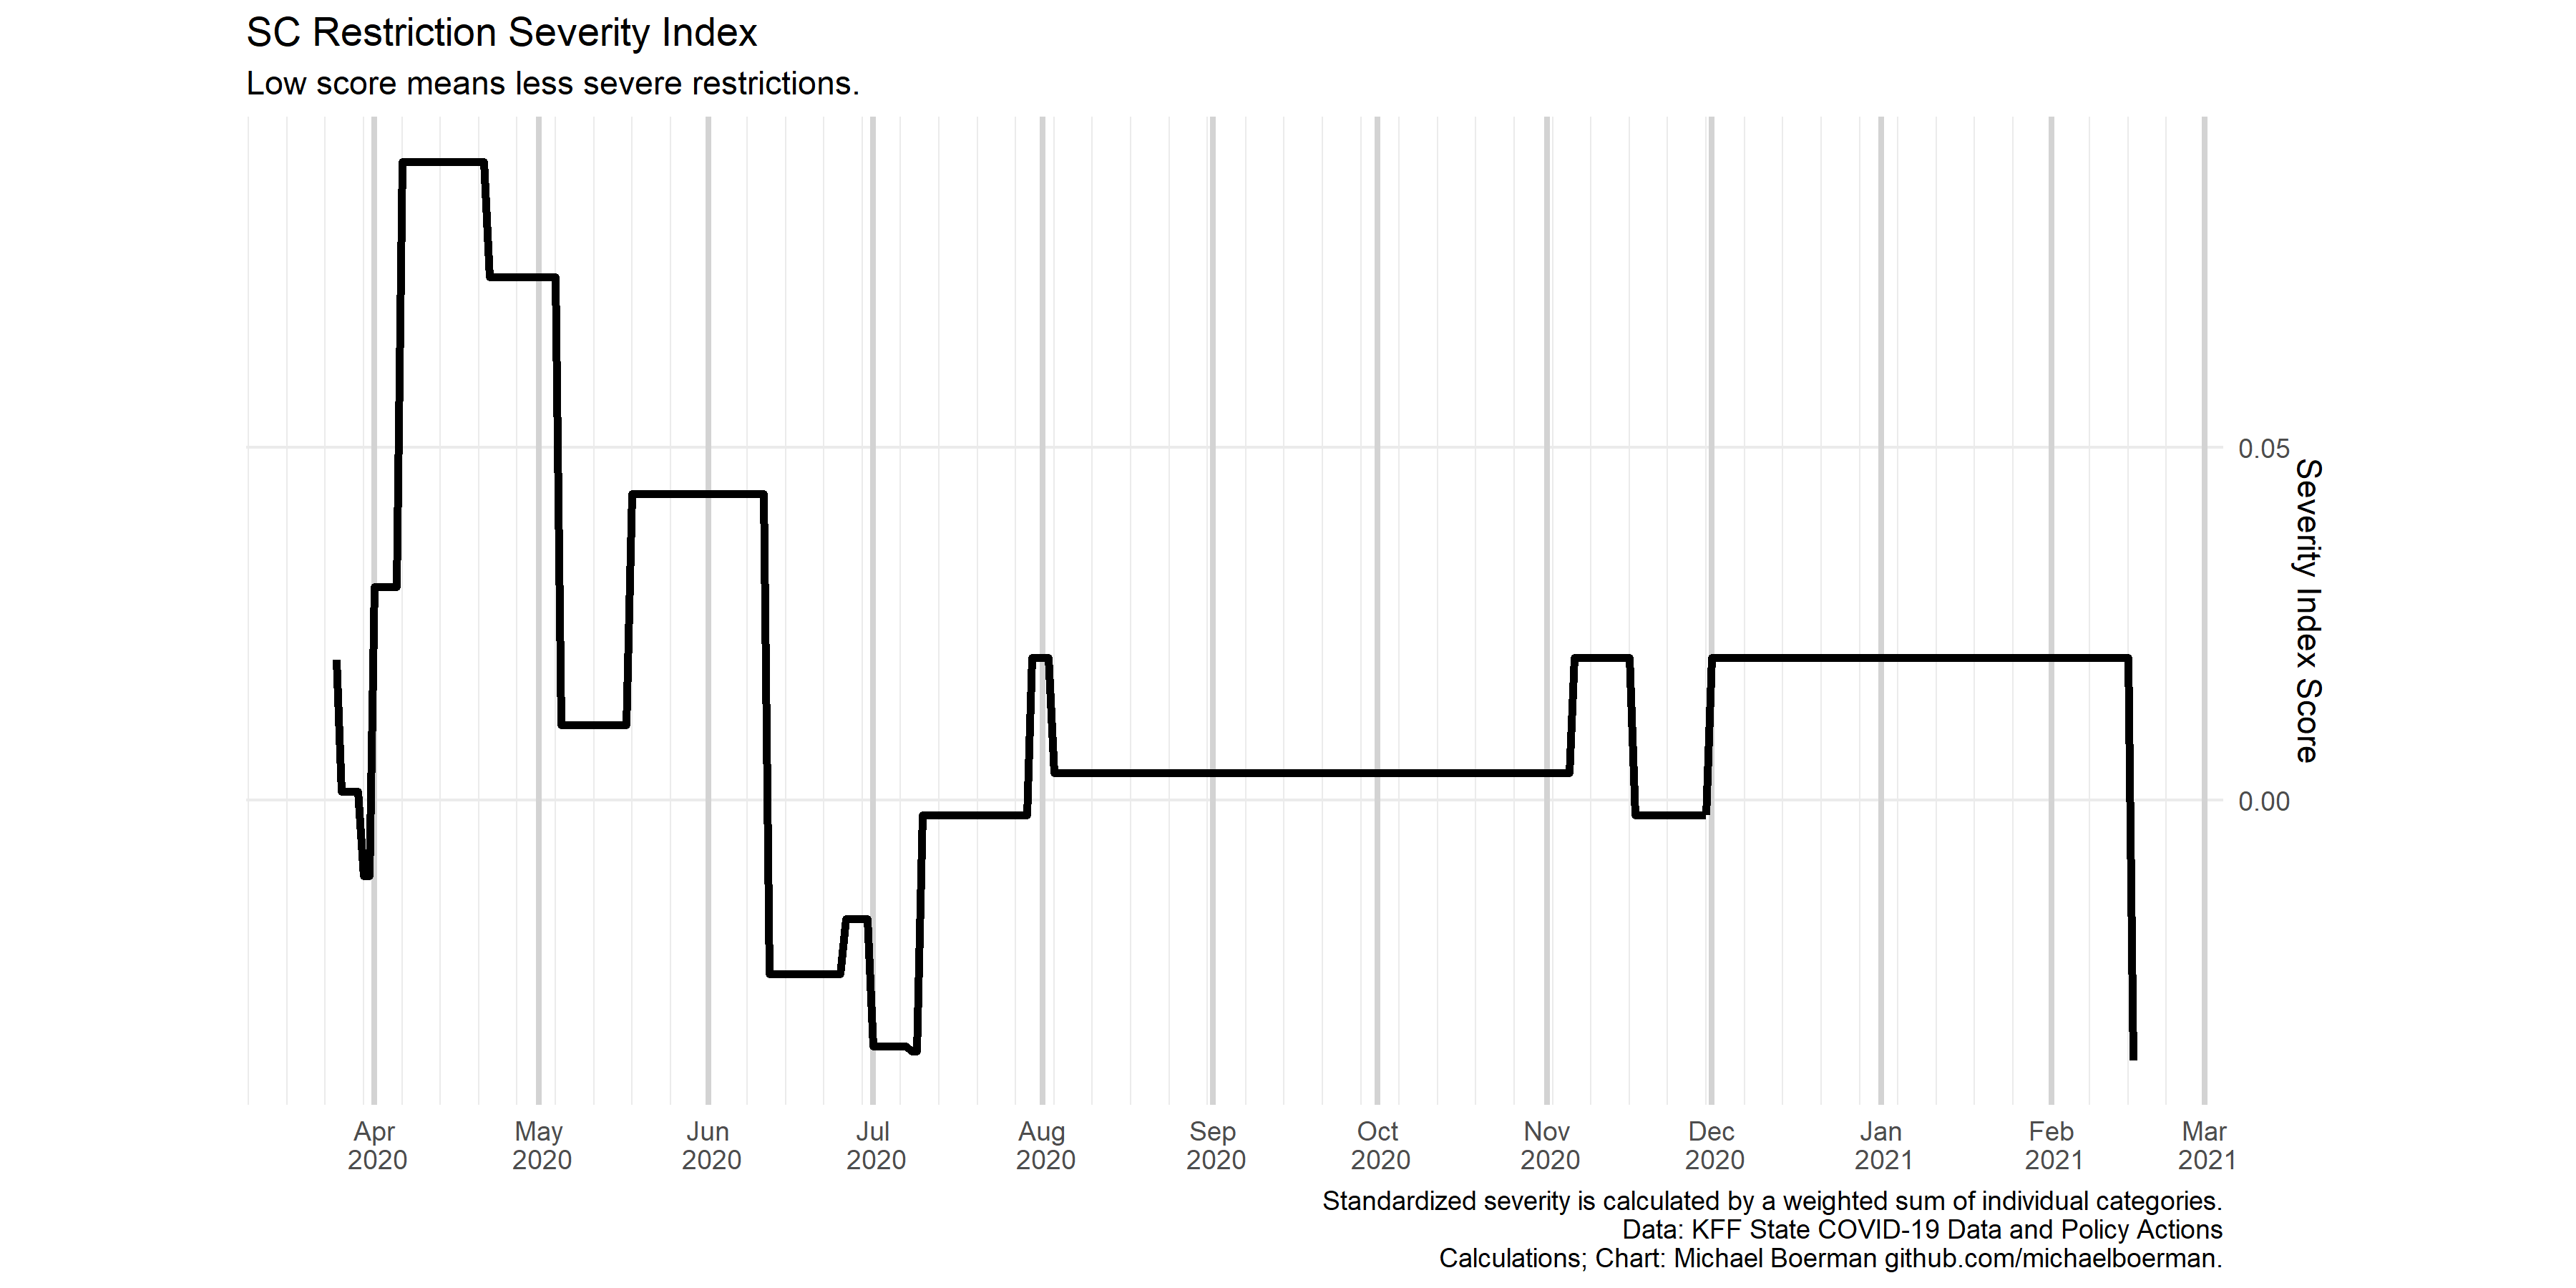 SC Restriction Severity Index
Low score means less severe restrictions.
0.05
0.00
Severity Index Score
Apr
2020
May
2020
Jun
2020
Jul
2020
Aug
2020
Sep
2020
Oct
2020
Nov
2020
Dec
2020
Jan
2021
Feb
2021
Mar
2021
Standardized severity is calculated by a weighted sum of individual categories.
Data: KFF State COVID-19 Data and Policy Actions
Calculations; Chart: Michael Boerman github.com/michaelboerman.